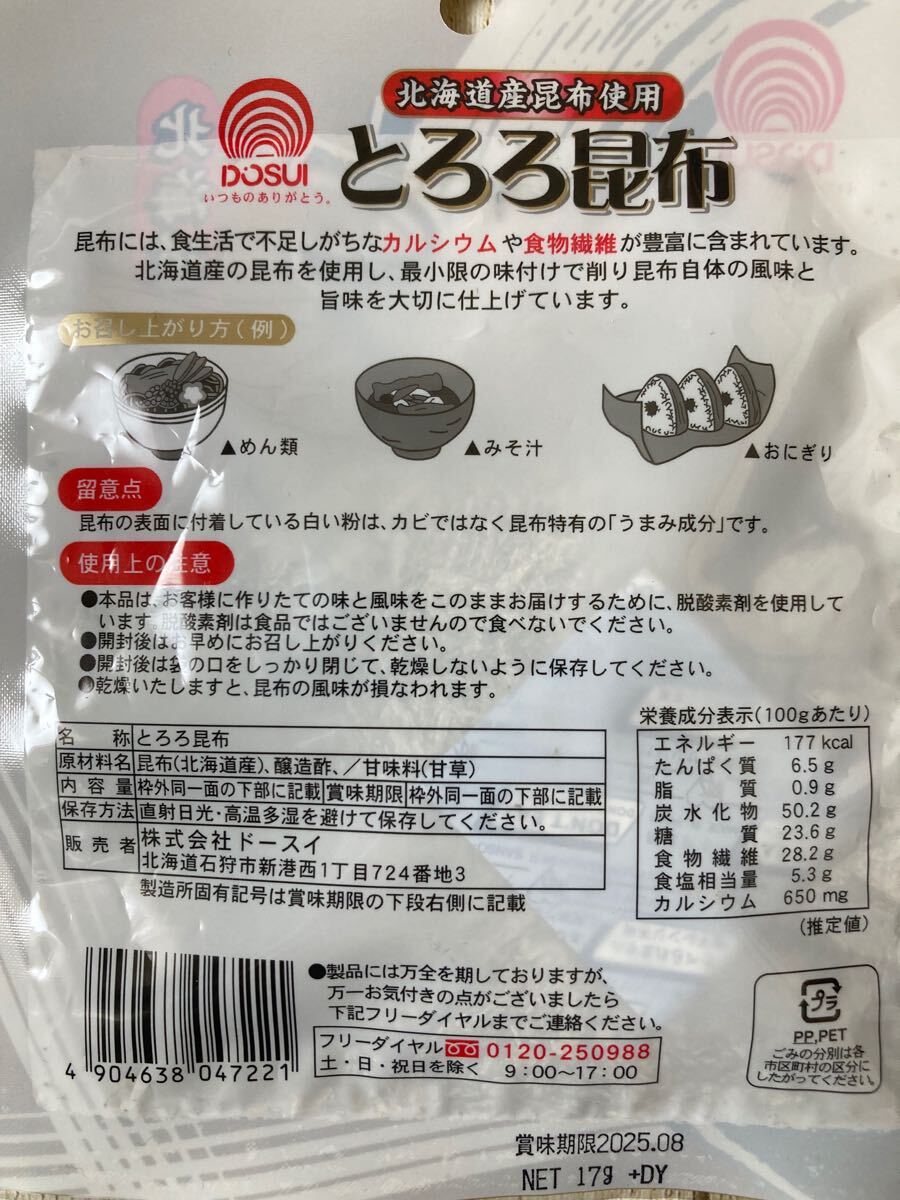 北海道産昆布使用
DOSUI
いつものありがとう。
とろろ昆布
昆布には、食生活で不足しがちなカルシウムや食物繊維が豊富に含まれています。
北海道産の昆布を使用し、最小限の味付けで削り昆布自体の風味と
旨味を大切に仕上げています。
お召し上がり方(例)
▲めん類
▲みそ汁
▲おにぎり
留意点
昆布の表面に付着している白い粉は、カビではなく昆布特有の「うまみ成分」です。
使用上の注意
●本品は、お客様に作りたての味と風味をこのままお届けするために、脱酸素剤を使用して
います。脱酸素剤は食品ではございませんので食べないでください。
●開封後はお早めにお召し上がりください。
●開封後は袋の口をしっかり閉じて、乾燥しないように保存してください。
●乾燥いたしますと、昆布の風味が損なわれます。
名称 とろろ昆布
原材料名 昆布(北海道産)、醸造酢、／甘味料(甘草)
内容量 枠外同一面の下部に記載 賞味期限 枠外同一面の下部に記載
保存方法 直射日光・高温多湿を避けて保存してください。
販売者 株式会社ドースイ
北海道石狩市新港西1丁目724番地3
製造所固有記号は賞味期限の下段右側に記載
栄養成分表示(100gあたり)
エネルギー 177 kcal
たんぱく質 6.5 g
脂質 0.9 g
炭水化物 50.2 g
糖質 23.6 g
食物繊維 28.2 g
食塩相当量 5.3 g
カルシウム 650 mg
(推定値)
4 904638 047221
●製品には万全を期しておりますが、
万一お気付きの点がございましたら
下記フリーダイヤルまでご連絡ください。
フリーダイヤル 0120-250988
土・日・祝日を除く 9:00〜17:00
プラ
PP,PET
ごみの分別は各
市区町村の区分に
したがってください。
賞味期限2025.08
NET 17g +DY